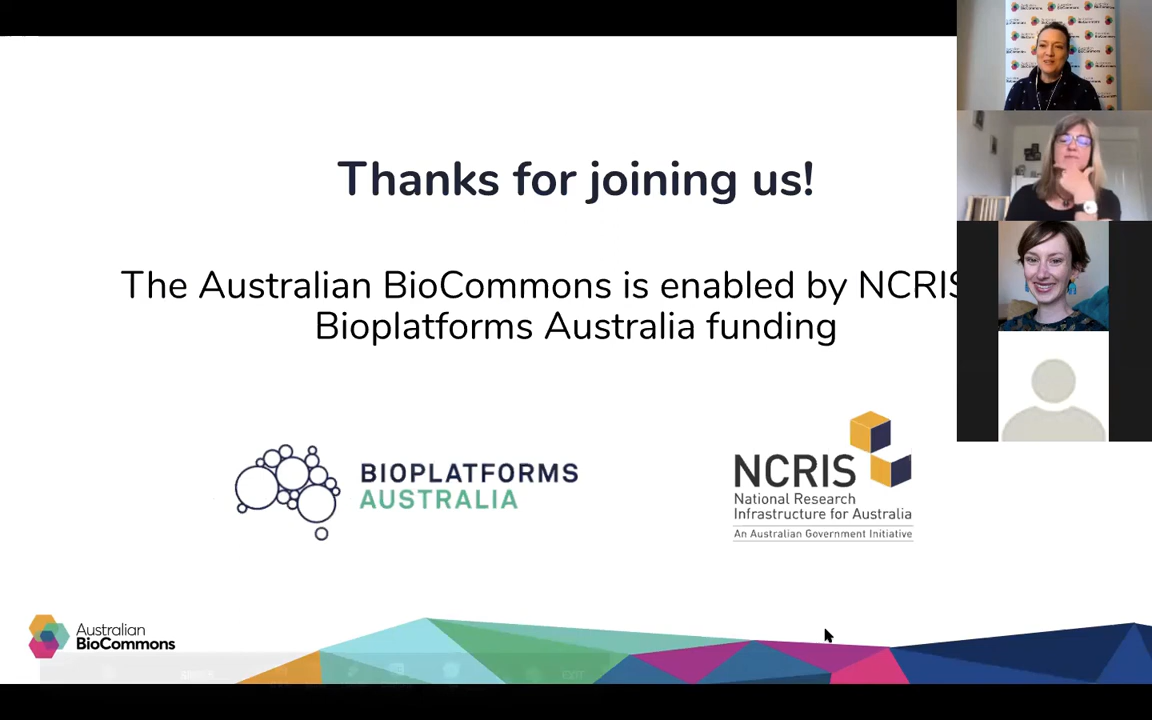 Thanks for joining us!
The Australian BioCommons is enabled by NCRIS
Bioplatforms Australia funding
BIOPLATFORMS
AUSTRALIA
NCRIS
National Research
Infrastructure for Australia
An Australian Government Initiative
Australian
BioCommons
EXIT